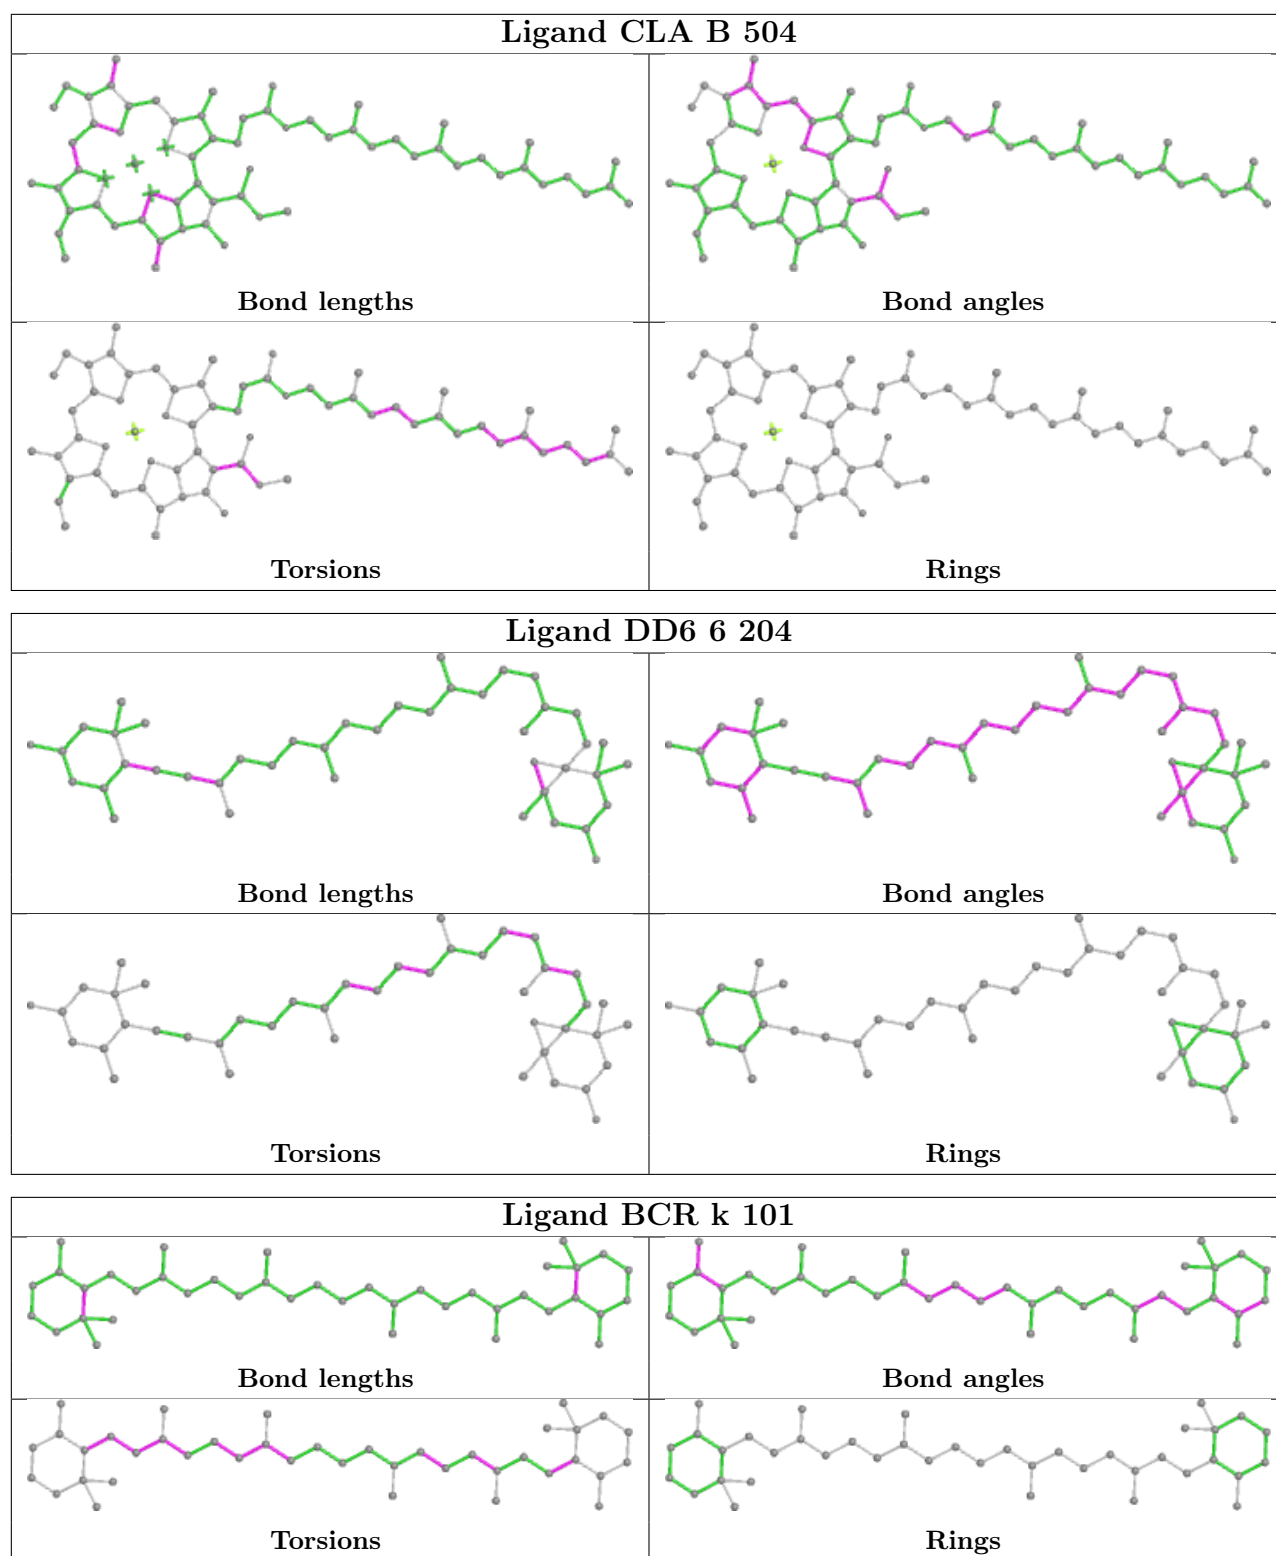 Ligand CLA B 504
Bond lengths
Bond angles
Torsions
Rings
Ligand DD6 6 204
Bond lengths
Bond angles
Torsions
Rings
Ligand BCR k 101
Bond lengths
Bond angles
Torsions
Rings